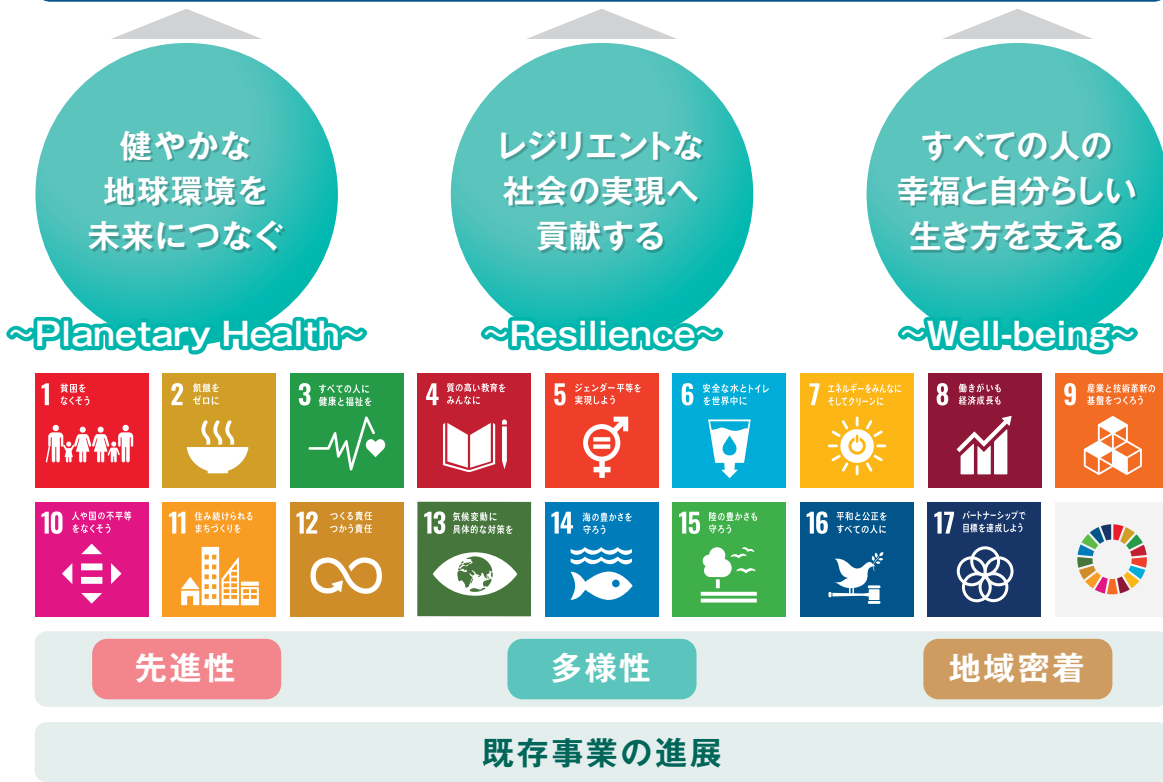 健やかな
地球環境を
未来につなぐ
レジリエントな
社会の実現へ
貢献する
すべての人の
幸福と自分らしい
生き方を支える
~Planetary Health~
~Resilience~
~Well-being~
1 貧困を
なくそう
2 飢餓を
ゼロに
3 すべての人に
健康と福祉を
4 質の高い教育を
みんなに
5 ジェンダー平等を
実現しよう
6 安全な水とトイレ
を世界中に
7 エネルギーをみんなに
そしてクリーンに
8 働きがいも
経済成長も
9 産業と技術革新の
基盤をつくろう
10 人や国の不平等
をなくそう
11 住み続けられる
まちづくりを
12 つくる責任
つかう責任
13 気候変動に
具体的な対策を
14 海の豊かさを
守ろう
15 陸の豊かさも
守ろう
16 平和と公正を
すべての人に
17 パートナーシップで
目標を達成しよう
先進性
多様性
地域密着
既存事業の進展